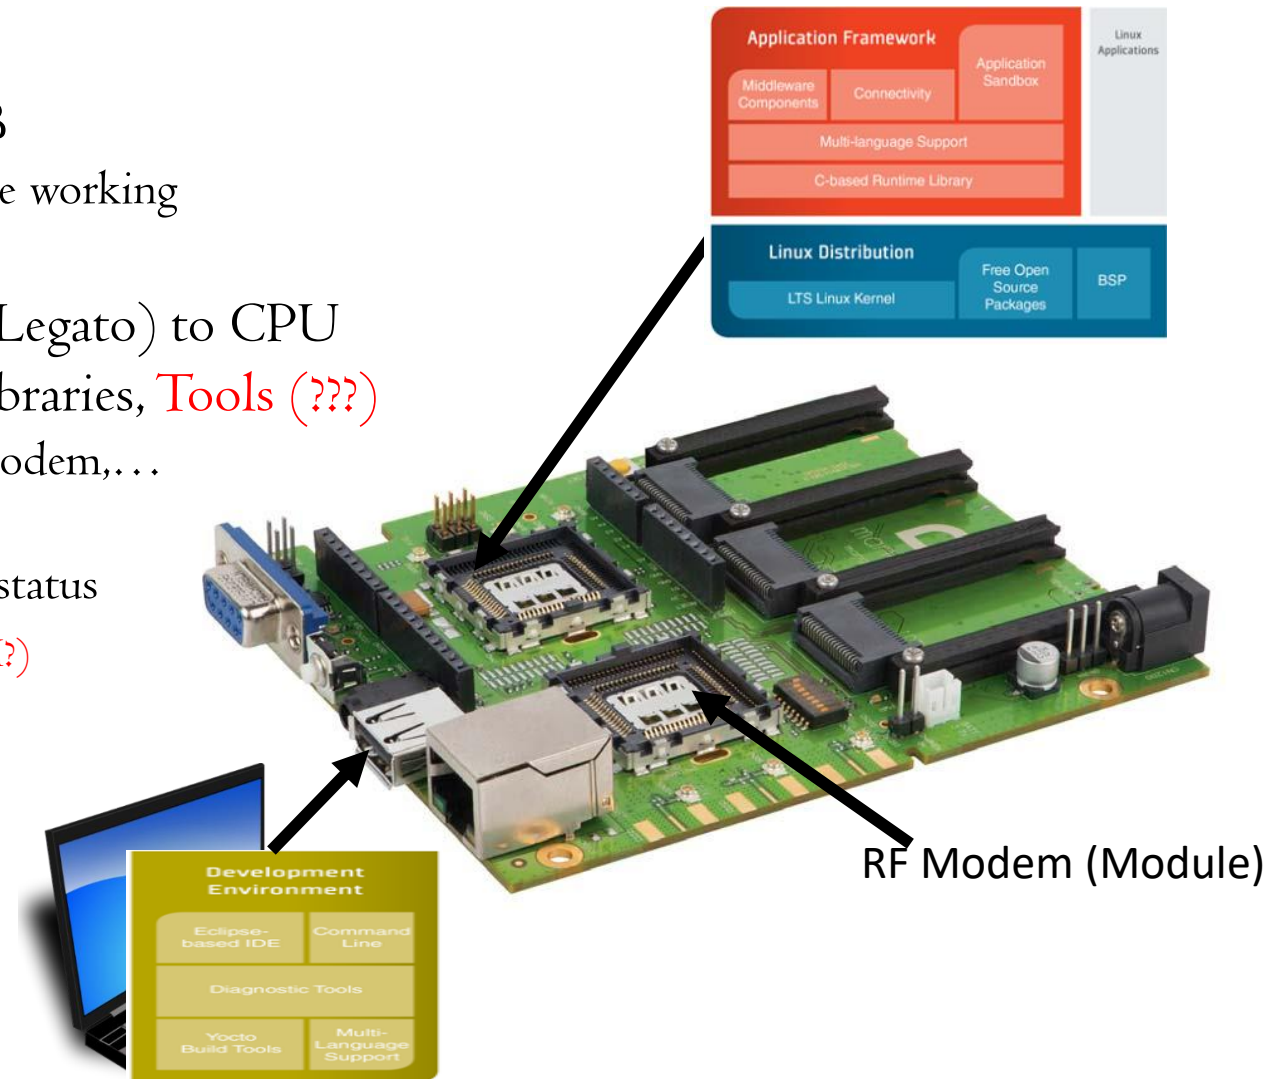 Application Framework
Linux
Applications
Application
Sandbox
Middleware
Components
Connectivity
Multi-language Support
C-based Runtime Library
Linux Distribution
LTS Linux Kernel
Free Open
Source
Packages
BSP
e working
Legato) to CPU
braries, Tools (???)
odem,...
status
?)
RF Modem (Module)
Development
Environment
Eclipse-
based IDE
Command
Line
Diagnostic Tools
Yocto
Build Tools
Multi-
Language
Support